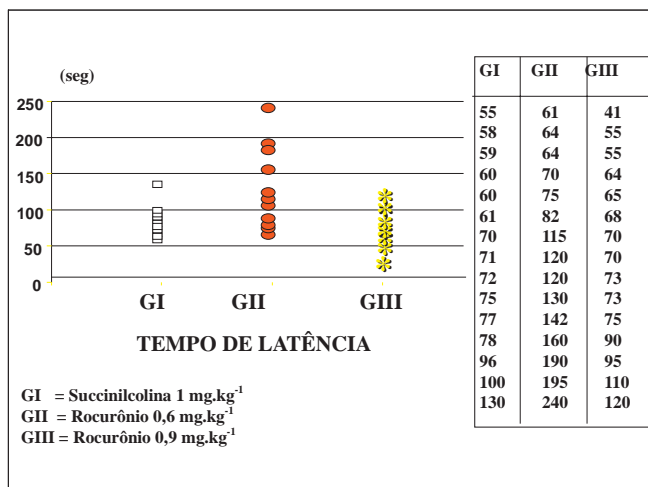 (seg)
250
200
150
100
50
0
GI GII GIII
TEMPO DE LATÊNCIA
GI = Succinilcolina 1 mg.kg⁻¹
GII = Rocurônio 0,6 mg.kg⁻¹
GIII = Rocurônio 0,9 mg.kg⁻¹
GI GII GIII
55 61 41
58 64 55
59 64 55
60 70 64
60 75 65
61 82 68
70 115 70
71 120 70
72 120 73
75 130 73
77 142 75
78 160 90
96 190 95
100 195 110
130 240 120